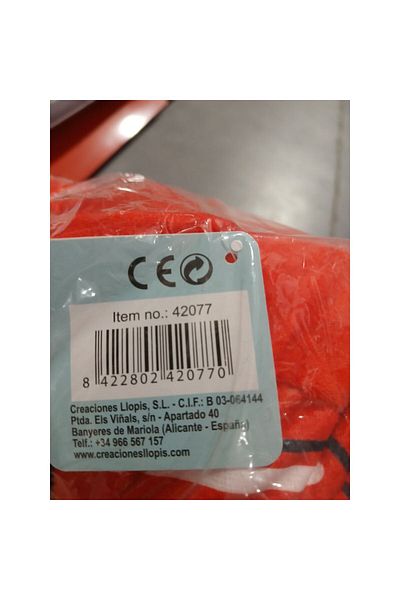 CE
Item no.: 42077
8 422802 420770
Creaciones Llopis, S.L. - C.I.F.: B 03-064144
Ptda. Els Viñals, s/n - Apartado 40
Banyeres de Mariola (Alicante - España)
Telf.: +34 966 567 157
www.creacionesllopis.com